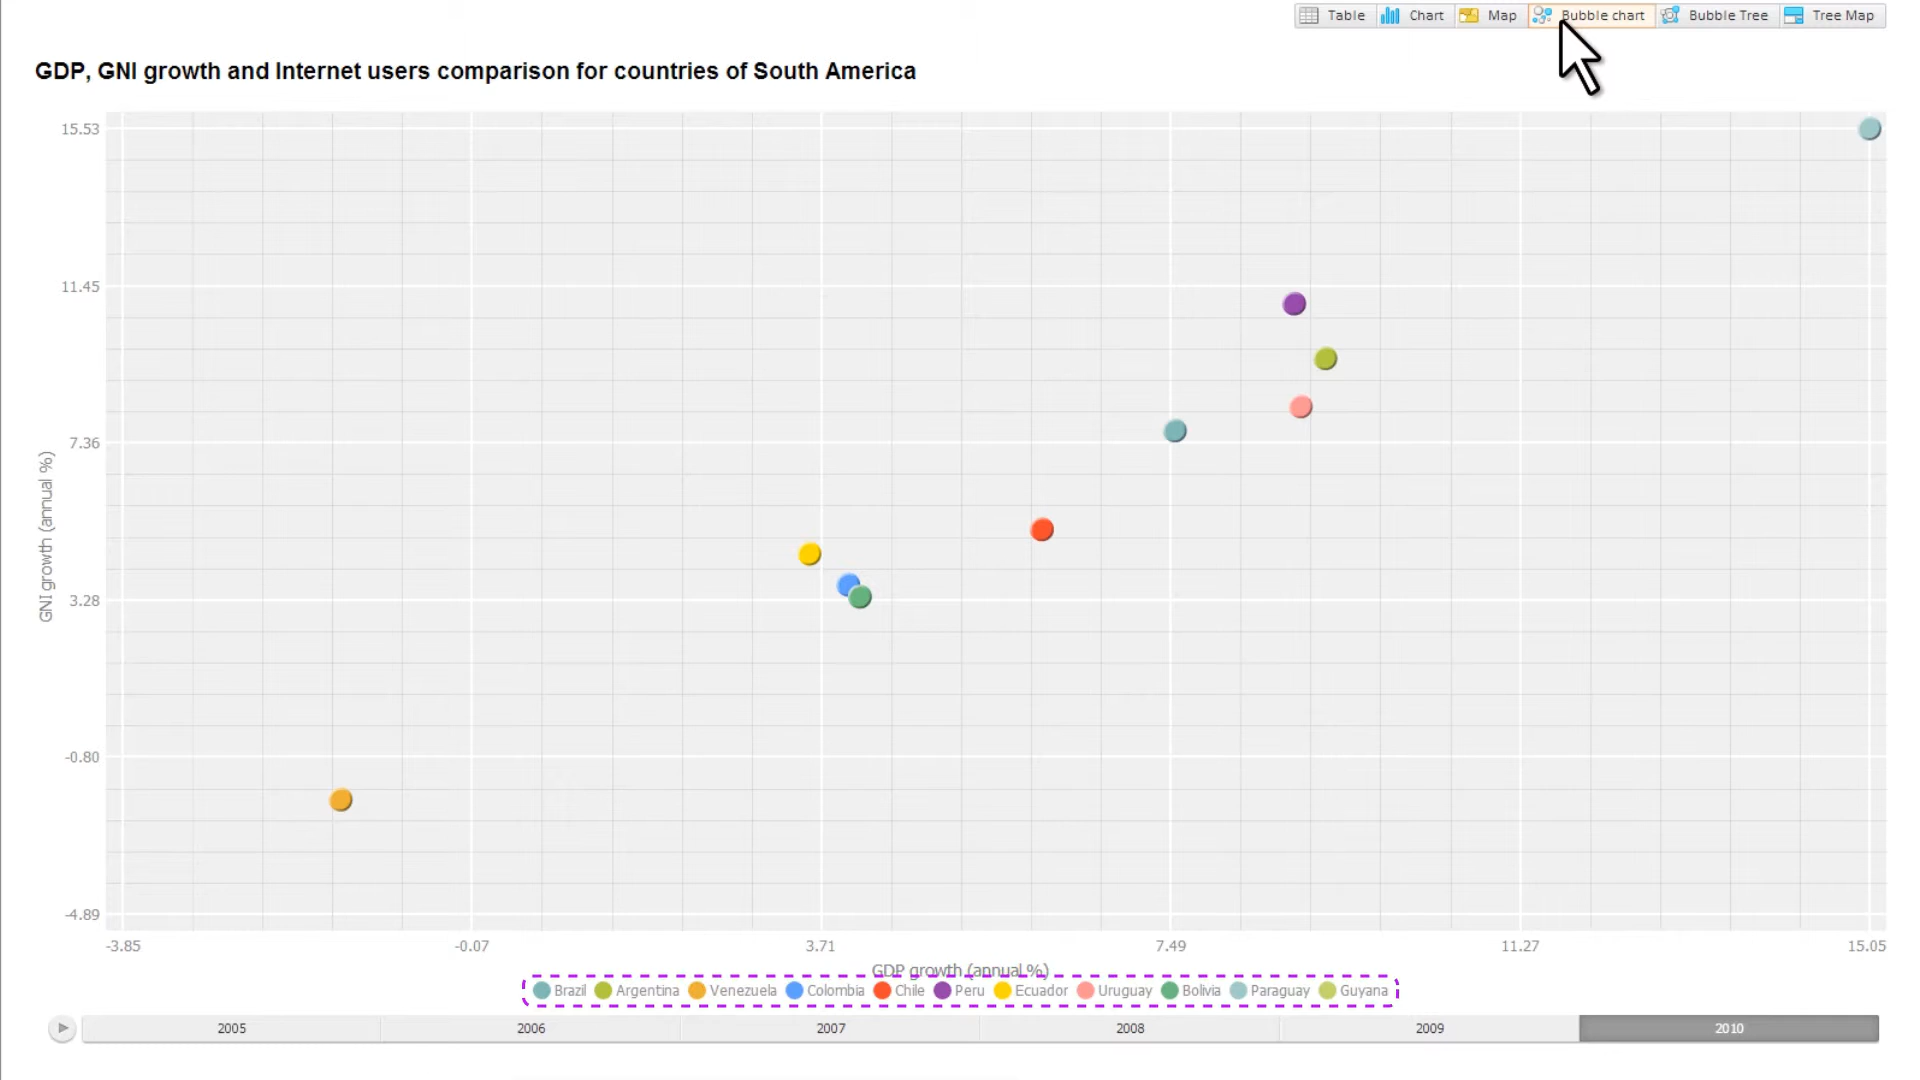 Table Chart Map Bubble chart Bubble Tree Tree Map
GDP, GNI growth and Internet users comparison for countries of South America
15.53
11.45
7.36
3.28
-0.80
-4.89
GNI growth (annual %)
-3.85 -0.07 3.71 7.49 11.27 15.05
GDP growth (annual %)
Brazil Argentina Venezuela Colombia Chile Peru Ecuador Uruguay Bolivia Paraguay Guyana
2005 2006 2007 2008 2009 2010